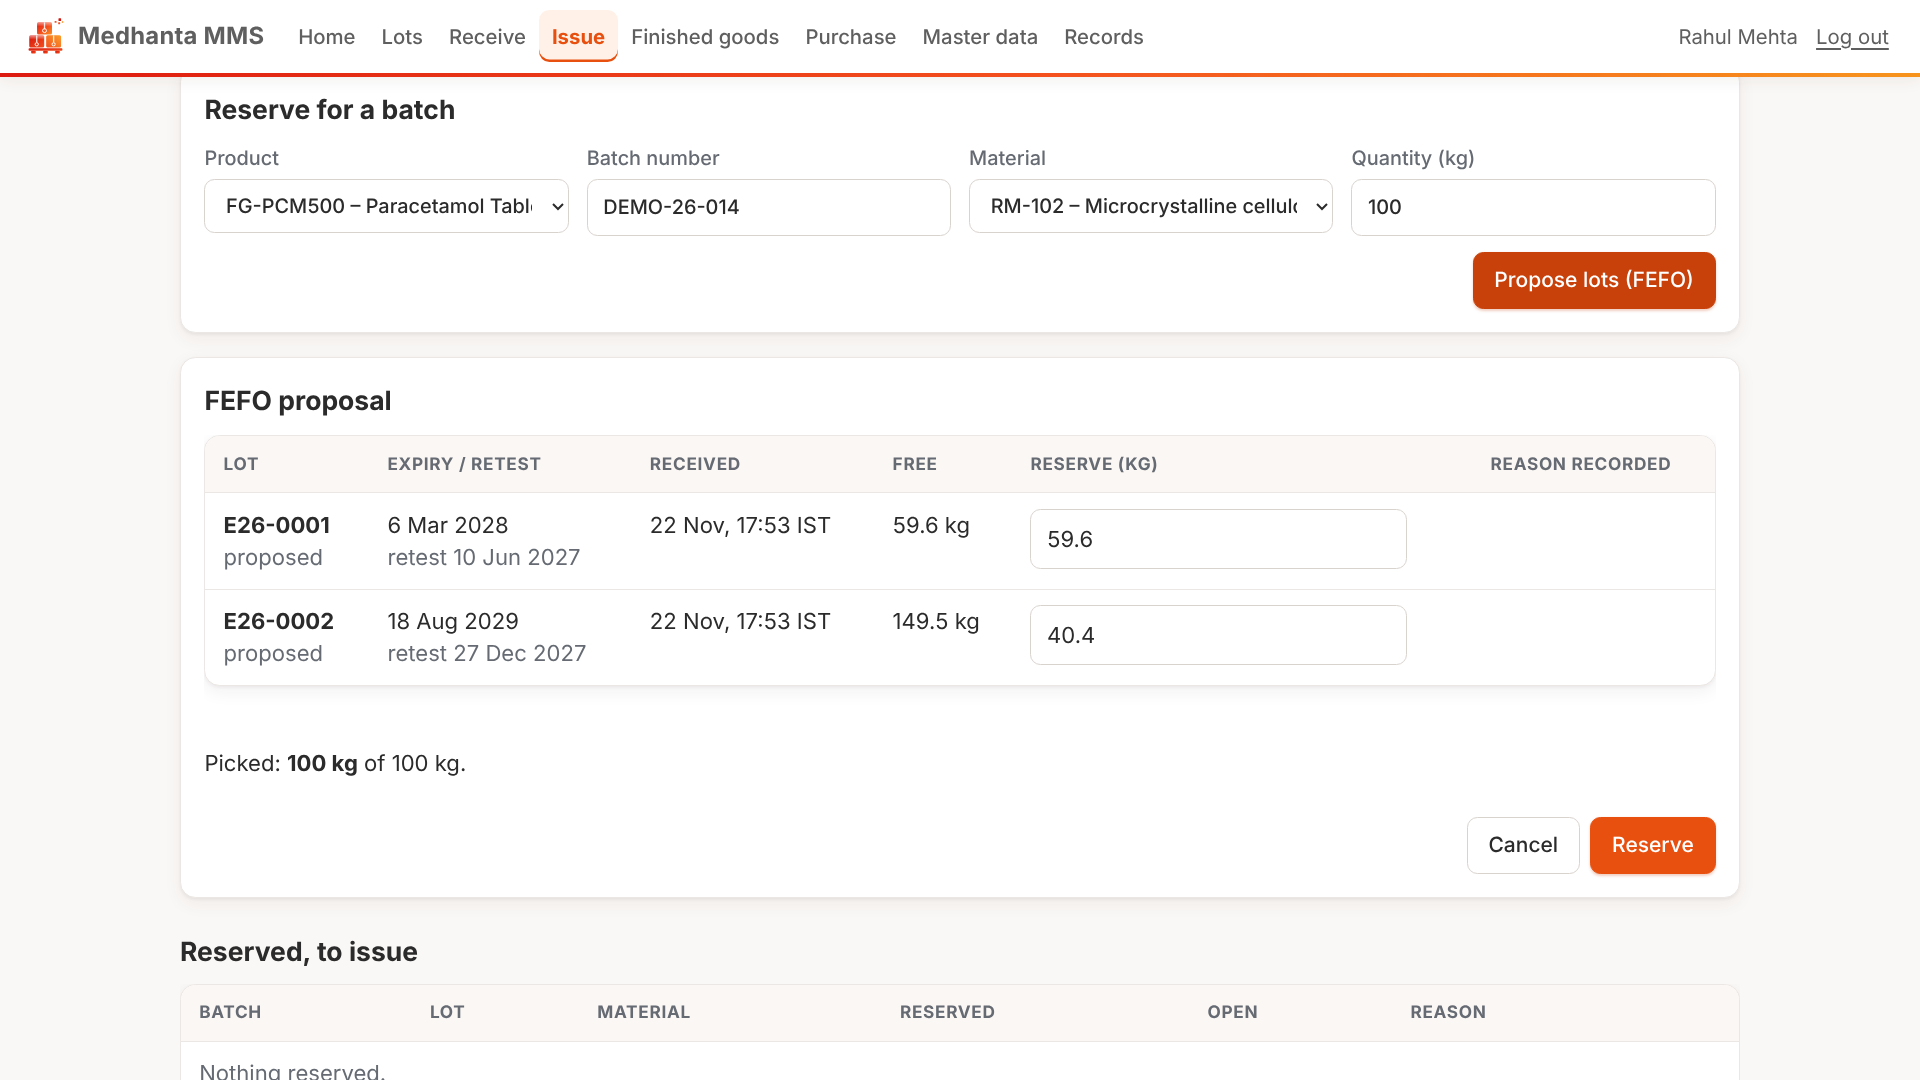 Medhanta MMS Home Lots Receive Issue Finished goods Purchase Master data Records Rahul Mehta Log out
Reserve for a batch
Product Batch number Material Quantity (kg)
FG-PCM500 – Paracetamol Tabl DEMO-26-014 RM-102 – Microcrystalline cellulo 100
Propose lots (FEFO)
FEFO proposal
LOT EXPIRY / RETEST RECEIVED FREE RESERVE (KG) REASON RECORDED
E26-0001 6 Mar 2028 22 Nov, 17:53 IST 59.6 kg 59.6
proposed retest 10 Jun 2027
E26-0002 18 Aug 2029 22 Nov, 17:53 IST 149.5 kg 40.4
proposed retest 27 Dec 2027
Picked: 100 kg of 100 kg.
Cancel Reserve
Reserved, to issue
BATCH LOT MATERIAL RESERVED OPEN REASON
Nothing reserved.